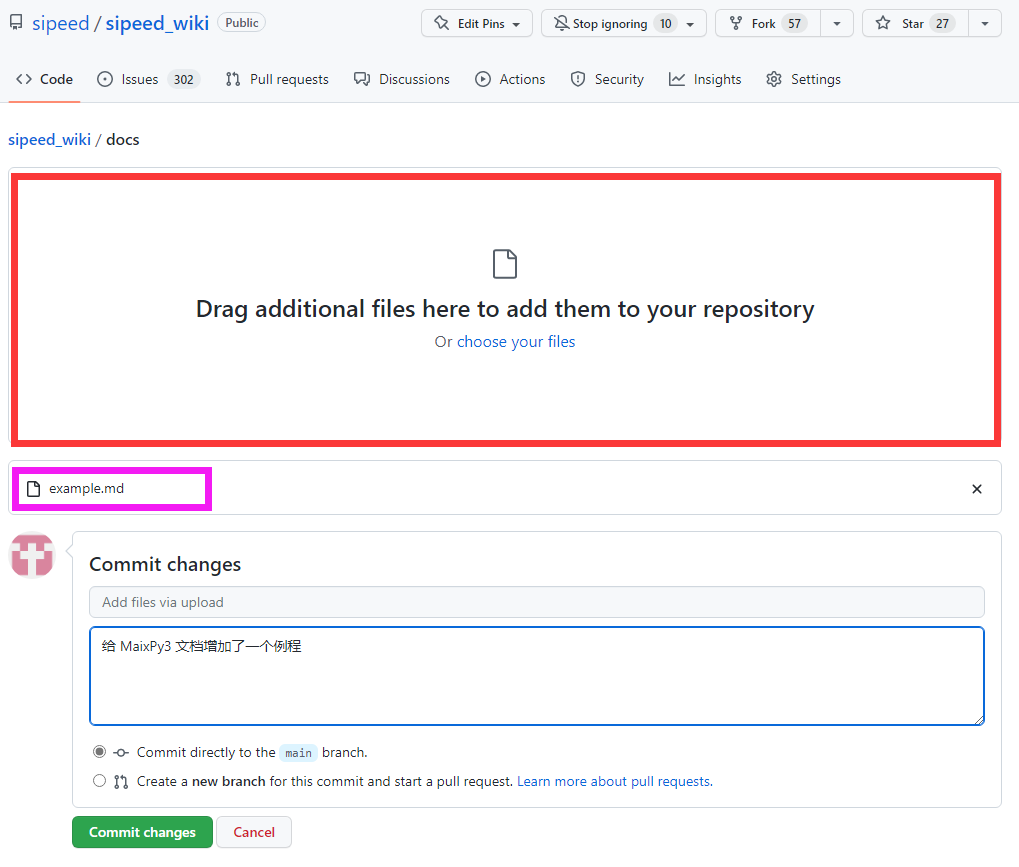 sipeed / sipeed_wiki Public Edit Pins Stop ignoring 10 Fork 57 Star 27
Code Issues 302 Pull requests Discussions Actions Security Insights Settings
sipeed_wiki / docs
Drag additional files here to add them to your repository
Or choose your files
example.md
Commit changes
Add files via upload
给 MaixPy3 文档增加了一个例程
Commit directly to the main branch.
Create a new branch for this commit and start a pull request. Learn more about pull requests.
Commit changes Cancel